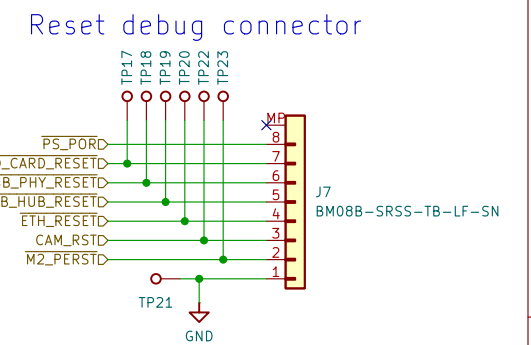 Reset debug connector
TP17
TP18
TP19
TP20
TP22
TP23
MP
PS_POR
8
_CARD_RESET
7
B_PHY_RESET
6
B_HUB_RESET
5
J7
BM08B-SRSS-TB-LF-SN
ETH_RESET
4
CAM_RST
3
M2_PERST
2
1
TP21
GND